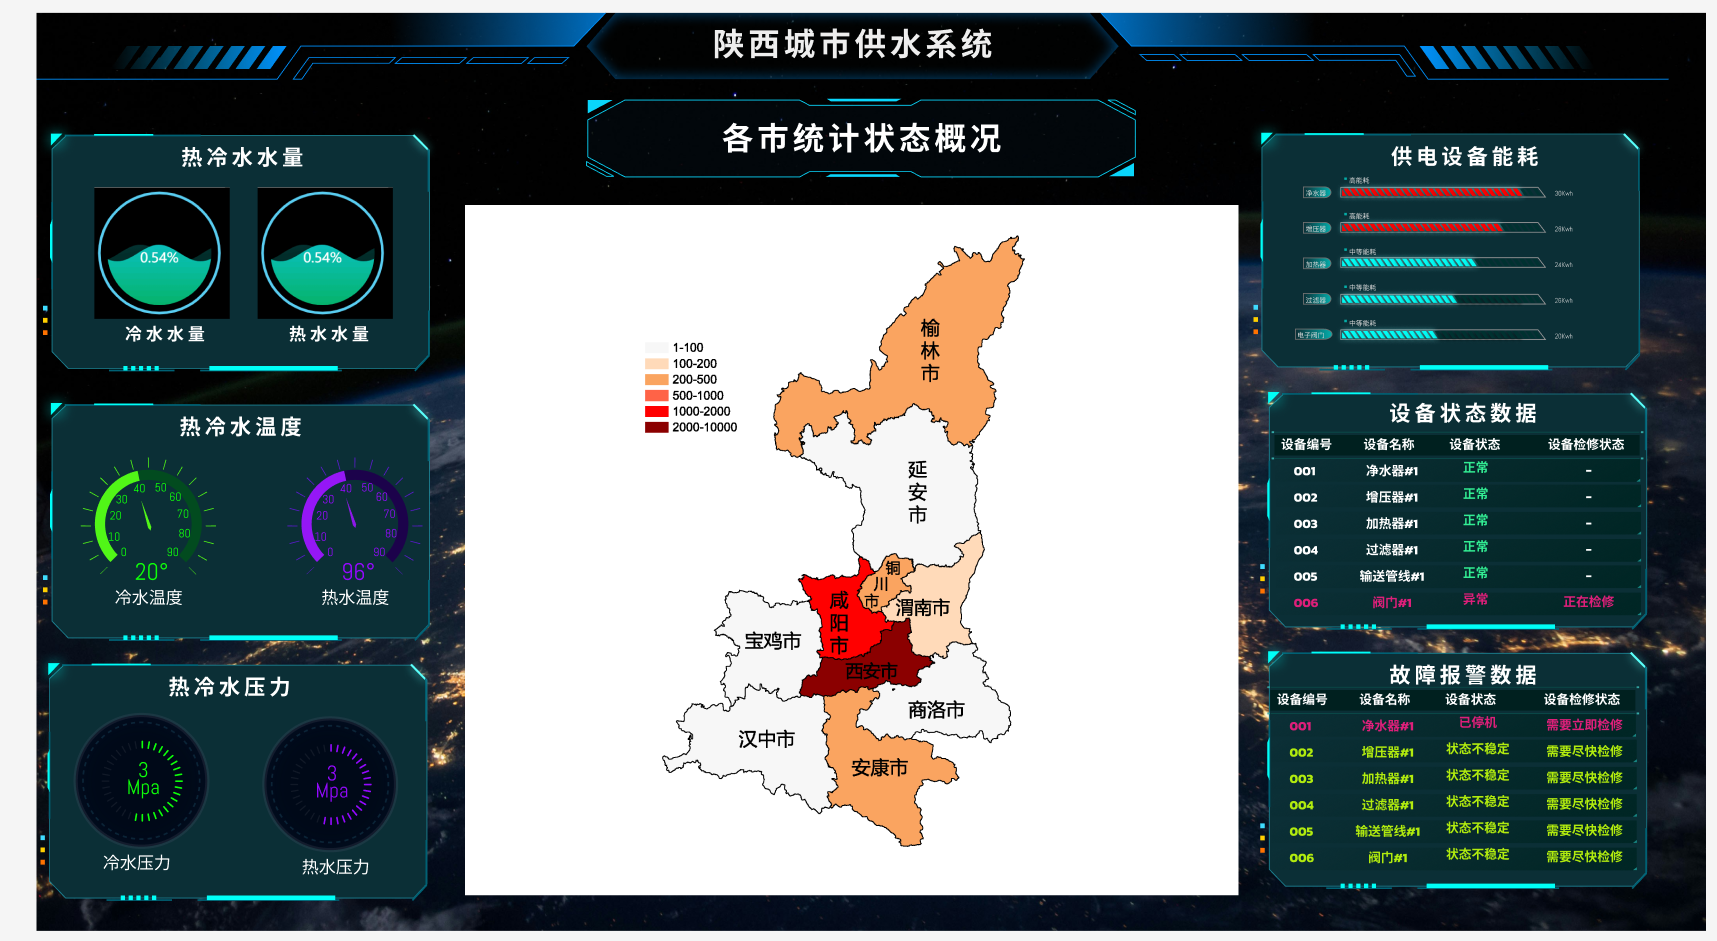 陕西城市供水系统
各市统计状态概况
热冷水水量
0.54%
0.54%
冷水水量
热水水量
热冷水温度
0 10 20 30 40 50 60 70 80 90
20°
冷水温度
0 10 20 30 40 50 60 70 80 90
96°
热水温度
热冷水压力
3
Mpa
冷水压力
3
Mpa
热水压力
1-100
100-200
200-500
500-1000
1000-2000
2000-10000
榆林市
延安市
铜川市
渭南市
咸阳市
宝鸡市
西安市
商洛市
汉中市
安康市
供电设备能耗
高能耗
净水器 30Kwh
高能耗
增压器 28Kwh
中等能耗
加热器 24Kwh
中等能耗
过滤器 26Kwh
中等能耗
电子阀门 20Kwh
设备状态数据
设备编号 设备名称 设备状态 设备检修状态
001 净水器#1 正常 -
002 增压器#1 正常 -
003 加热器#1 正常 -
004 过滤器#1 正常 -
005 输送管线#1 正常 -
006 阀门#1 异常 正在检修
故障报警数据
设备编号 设备名称 设备状态 设备检修状态
001 净水器#1 已停机 需要立即检修
002 增压器#1 状态不稳定 需要尽快检修
003 加热器#1 状态不稳定 需要尽快检修
004 过滤器#1 状态不稳定 需要尽快检修
005 输送管线#1 状态不稳定 需要尽快检修
006 阀门#1 状态不稳定 需要尽快检修